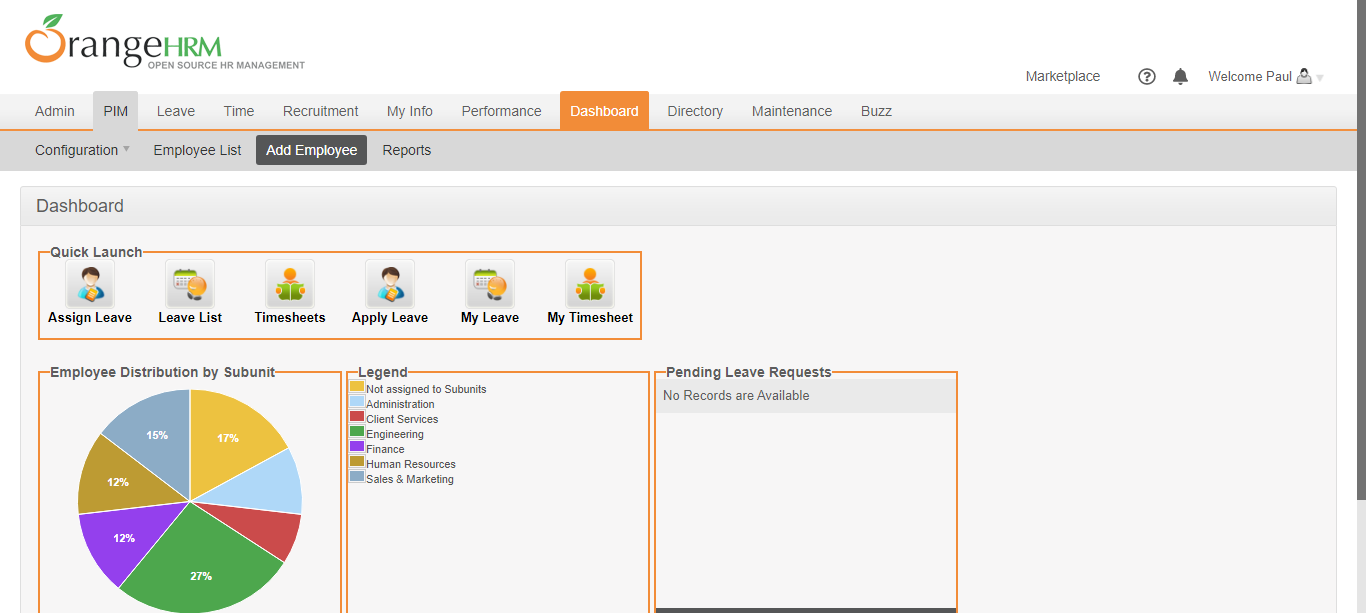 OrangeHRM
OPEN SOURCE HR MANAGEMENT
Marketplace ? Welcome Paul
Admin PIM Leave Time Recruitment My Info Performance Dashboard Directory Maintenance Buzz
Configuration Employee List Add Employee Reports
Dashboard
Quick Launch
Assign Leave Leave List Timesheets Apply Leave My Leave My Timesheet
Employee Distribution by Subunit
17%
15%
12%
12%
27%
Legend
Not assigned to Subunits
Administration
Client Services
Engineering
Finance
Human Resources
Sales & Marketing
Pending Leave Requests
No Records are Available